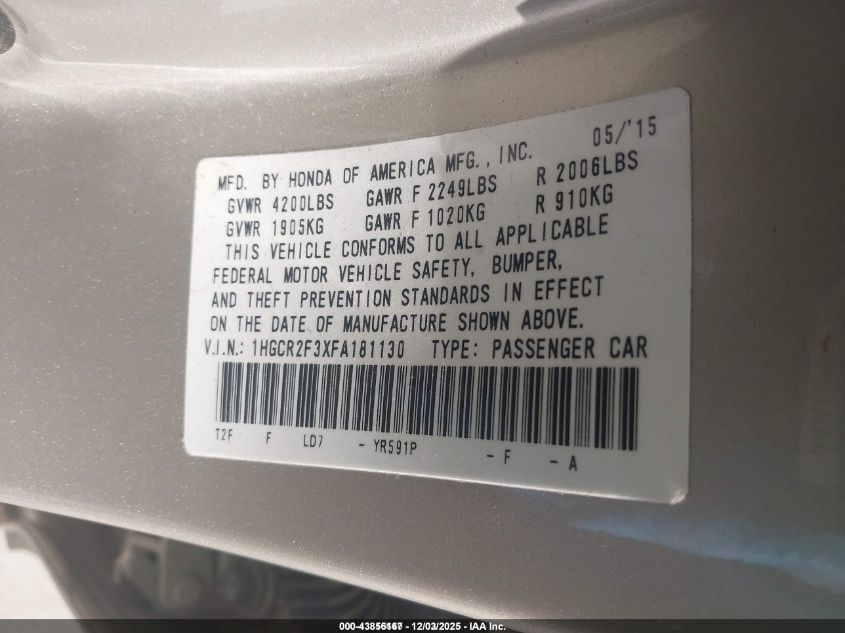 05/'15
MFD. BY HONDA OF AMERICA MFG., INC.
GVWR 4200LBS GAWR F 2249LBS R 2006LBS
GVWR 1905KG GAWR F 1020KG R 910KG
THIS VEHICLE CONFORMS TO ALL APPLICABLE
FEDERAL MOTOR VEHICLE SAFETY, BUMPER,
AND THEFT PREVENTION STANDARDS IN EFFECT
ON THE DATE OF MANUFACTURE SHOWN ABOVE.
V.I.N.: 1HGCR2F3XFA181130 TYPE: PASSENGER CAR
T2F F LD7 - YR591P - F - A
12/03/2025 - IAA Inc.